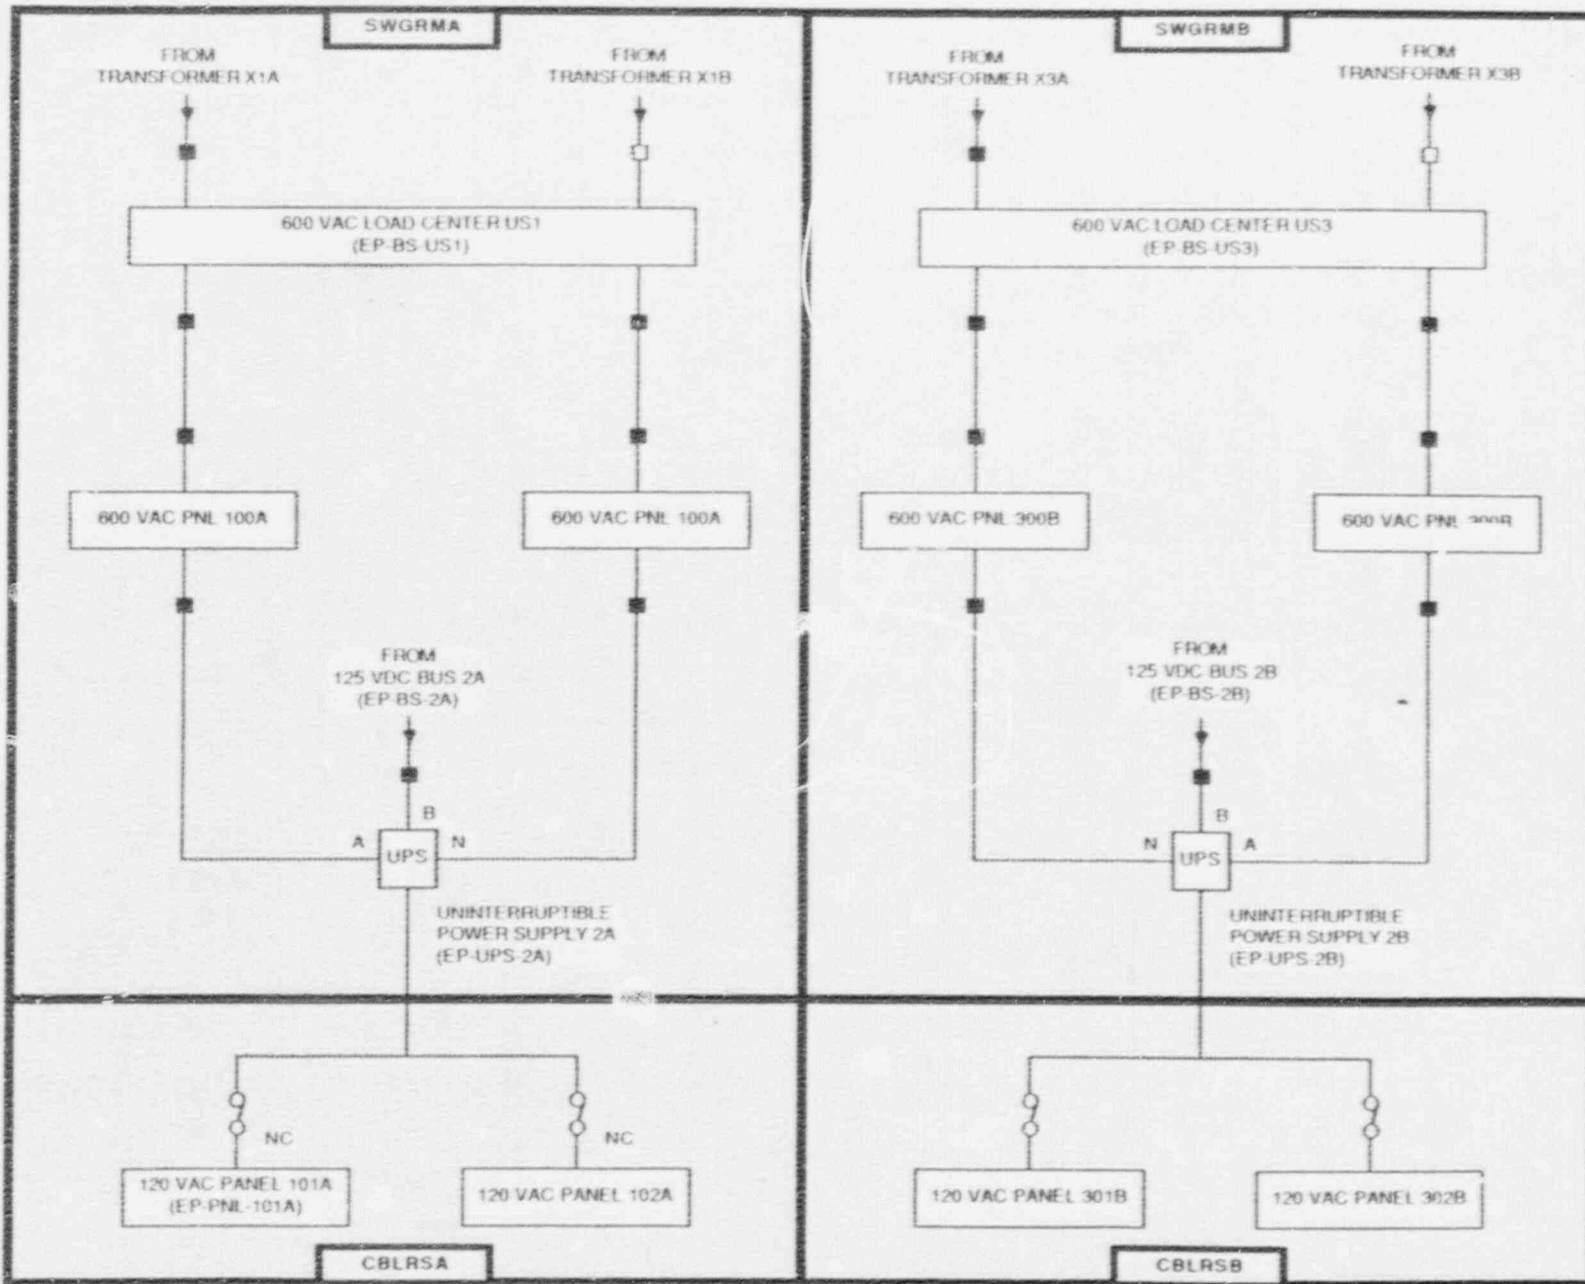 SWGRMA
FROM
TRANSFORMER X1A
FROM
TRANSFORMER X1B
600 VAC LOAD CENTER US1
(EP-BS-US1)
600 VAC PNL 100A
600 VAC PNL 100A
FROM
125 VDC BUS 2A
(EP-BS-2A)
B
A
UPS
N
UNINTERRUPTIBLE
POWER SUPPLY 2A
(EP-UPS-2A)
SWGRMB
FROM
TRANSFORMER X3A
FROM
TRANSFORMER X3B
600 VAC LOAD CENTER US3
(EP-BS-US3)
600 VAC PNL 300B
600 VAC PNL 300B
FROM
125 VDC BUS 2B
(EP-BS-2B)
B
N
UPS
A
UNINTERRUPTIBLE
POWER SUPPLY 2B
(EP-UPS-2B)
NC
NC
120 VAC PANEL 101A
(EP-PNL-101A)
120 VAC PANEL 102A
CBLRSA
120 VAC PANEL 301B
120 VAC PANEL 302B
CBLRSB